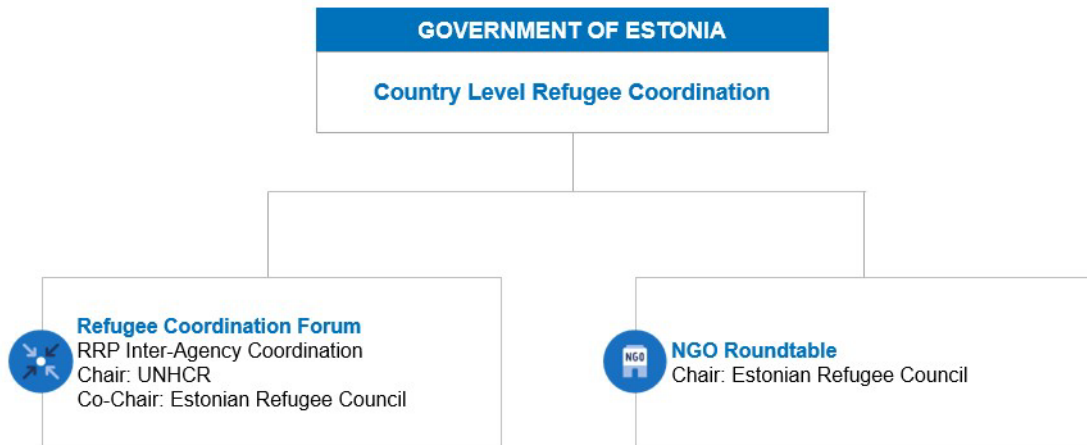 GOVERNMENT OF ESTONIA
Country Level Refugee Coordination
Refugee Coordination Forum
RRP Inter-Agency Coordination
Chair: UNHCR
Co-Chair: Estonian Refugee Council
NGO
NGO Roundtable
Chair: Estonian Refugee Council